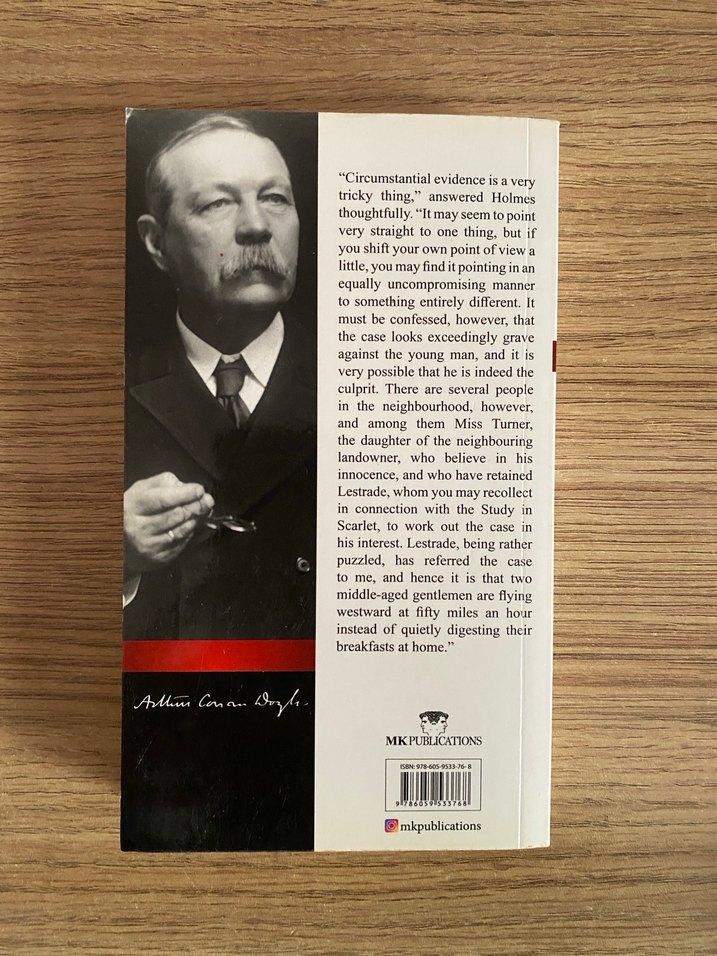 “Circumstantial evidence is a very
tricky thing,” answered Holmes
thoughtfully. “It may seem to point
very straight to one thing, but if
you shift your own point of view a
little, you may find it pointing in an
equally uncompromising manner
to something entirely different. It
must be confessed, however, that
the case looks exceedingly grave
against the young man, and it is
very possible that he is indeed the
culprit. There are several people
in the neighbourhood, however,
and among them Miss Turner,
the daughter of the neighbouring
landowner, who believe in his
innocence, and who have retained
Lestrade, whom you may recollect
in connection with the Study in
Scarlet, to work out the case in
his interest. Lestrade, being rather
puzzled, has referred the case
to me, and hence it is that two
middle-aged gentlemen are flying
westward at fifty miles an hour
instead of quietly digesting their
breakfasts at home.”
Arthur Conan Doyle.
MK PUBLICATIONS
ISBN: 978-605-9533-76- 8
9 786059 533768
mkpublications